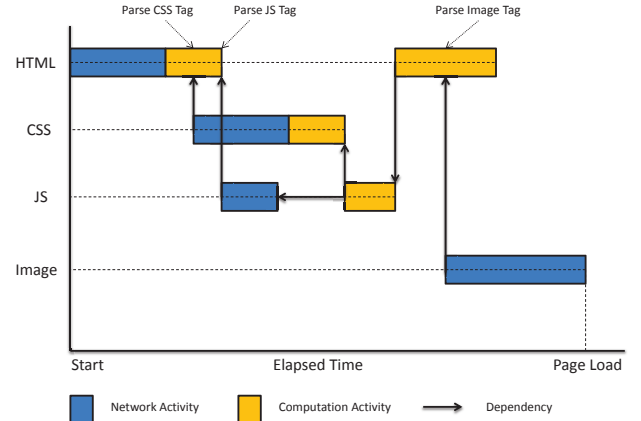 Parse CSS Tag
Parse JS Tag
Parse Image Tag
HTML
CSS
JS
Image
Start
Elapsed Time
Page Load
Network Activity
Computation Activity
Dependency